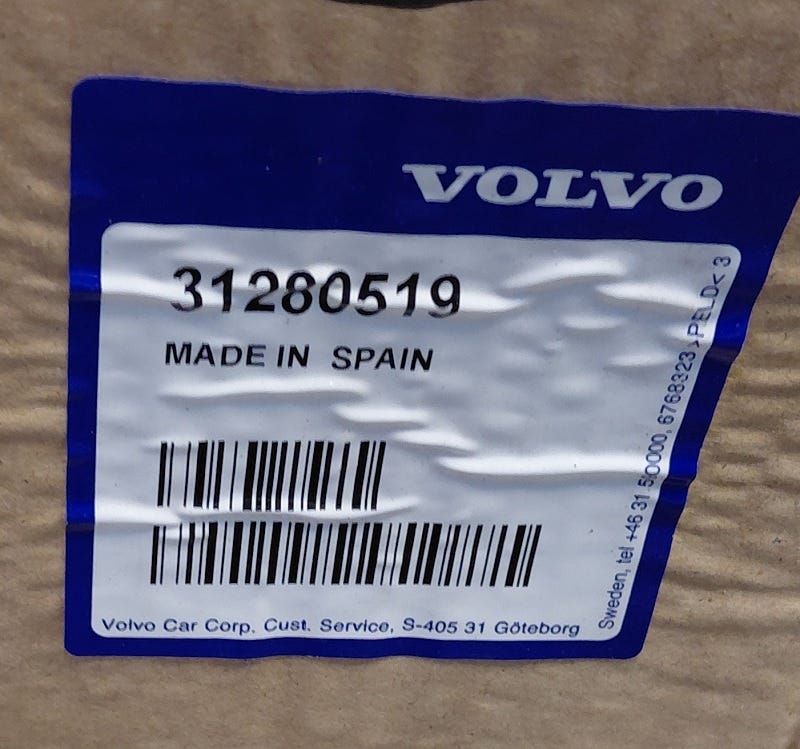 VOLVO
31280519
MADE IN SPAIN
Volvo Car Corp. Cust. Service, S-405 31 Göteborg
Sweden, tel +46 31 510000. 6768323 >PELD< 3